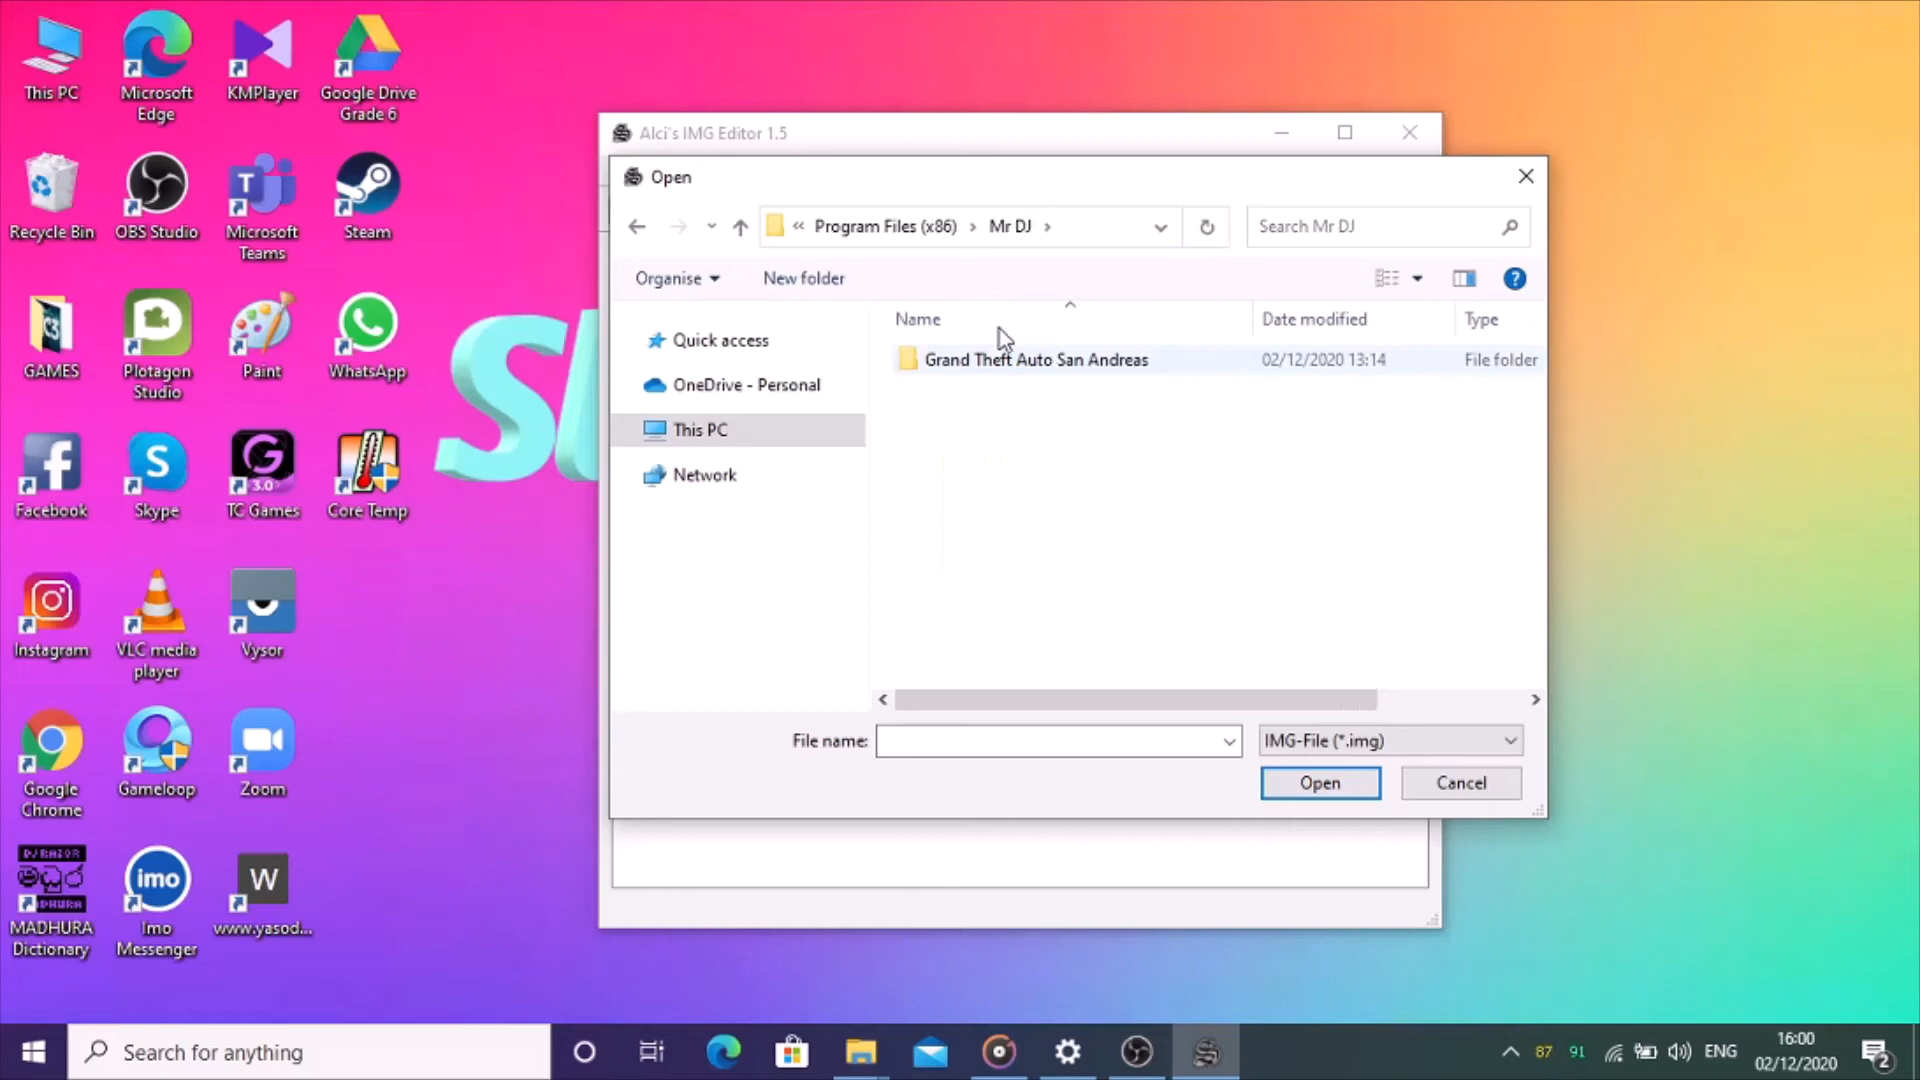 This PC
Microsoft
Edge
KMPlayer
Google Drive
Grade 6
Recycle Bin
OBS Studio
Microsoft
Teams
Steam
GAMES
Plotagon
Studio
Paint
WhatsApp
Facebook
Skype
3.0
TC Games
Core Temp
Instagram
VLC media
player
Vysor
Google
Chrome
Gameloop
Zoom
මධුර
MADHURA
Dictionary
imo
Imo
Messenger
W
www.yasod...
Alci's IMG Editor 1.5
Open
« Program Files (x86) › Mr DJ ›
Search Mr DJ
Organise
New folder
Name
Date modified
Type
Quick access
OneDrive - Personal
This PC
Network
Grand Theft Auto San Andreas
02/12/2020 13:14
File folder
File name:
IMG-File (*.img)
Open
Cancel
Search for anything
87
91
ENG
16:00
02/12/2020
2